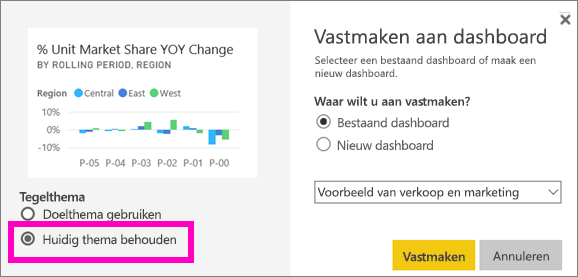 % Unit Market Share YOY Change
BY ROLLING PERIOD, REGION
Region Central East West
10%
0%
-10%
P-05 P-04 P-03 P-02 P-01 P-00
Tegelthema
Doelthema gebruiken
Huidig thema behouden
Vastmaken aan dashboard
Selecteer een bestaand dashboard of maak een
nieuw dashboard.
Waar wilt u aan vastmaken?
Bestaand dashboard
Nieuw dashboard
Voorbeeld van verkoop en marketing
Vastmaken
Annuleren